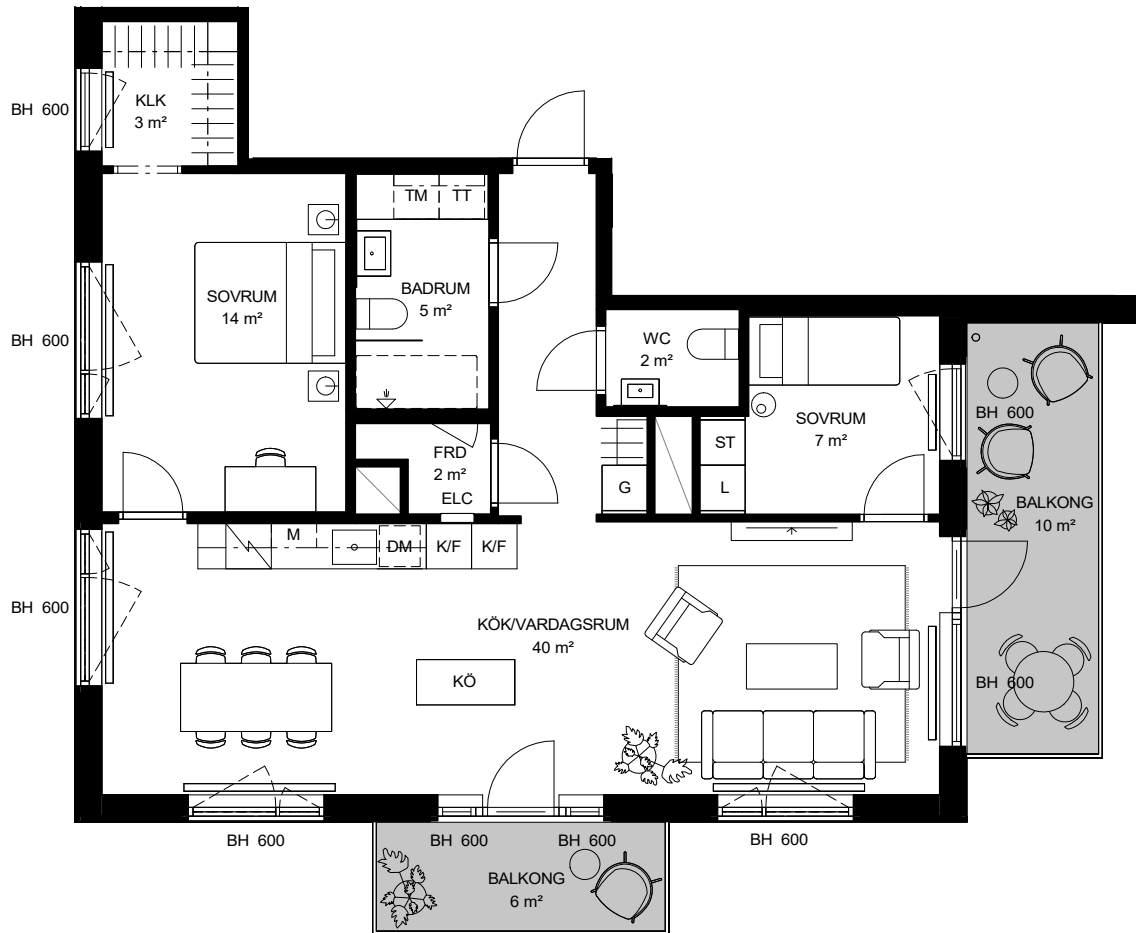 KLK
3 m²
BH 600
TM TT
SOVRUM
14 m²
BADRUM
5 m²
BH 600
WC
2 m²
SOVRUM
7 m²
BH 600
ST
FRD
2 m²
ELC
G
L
BALKONG
10 m²
M
DM
K/F
K/F
BH 600
KÖK/VARDAGSRUM
40 m²
KÖ
BH 600
BH 600
BH 600
BH 600
BH 600
BALKONG
6 m²